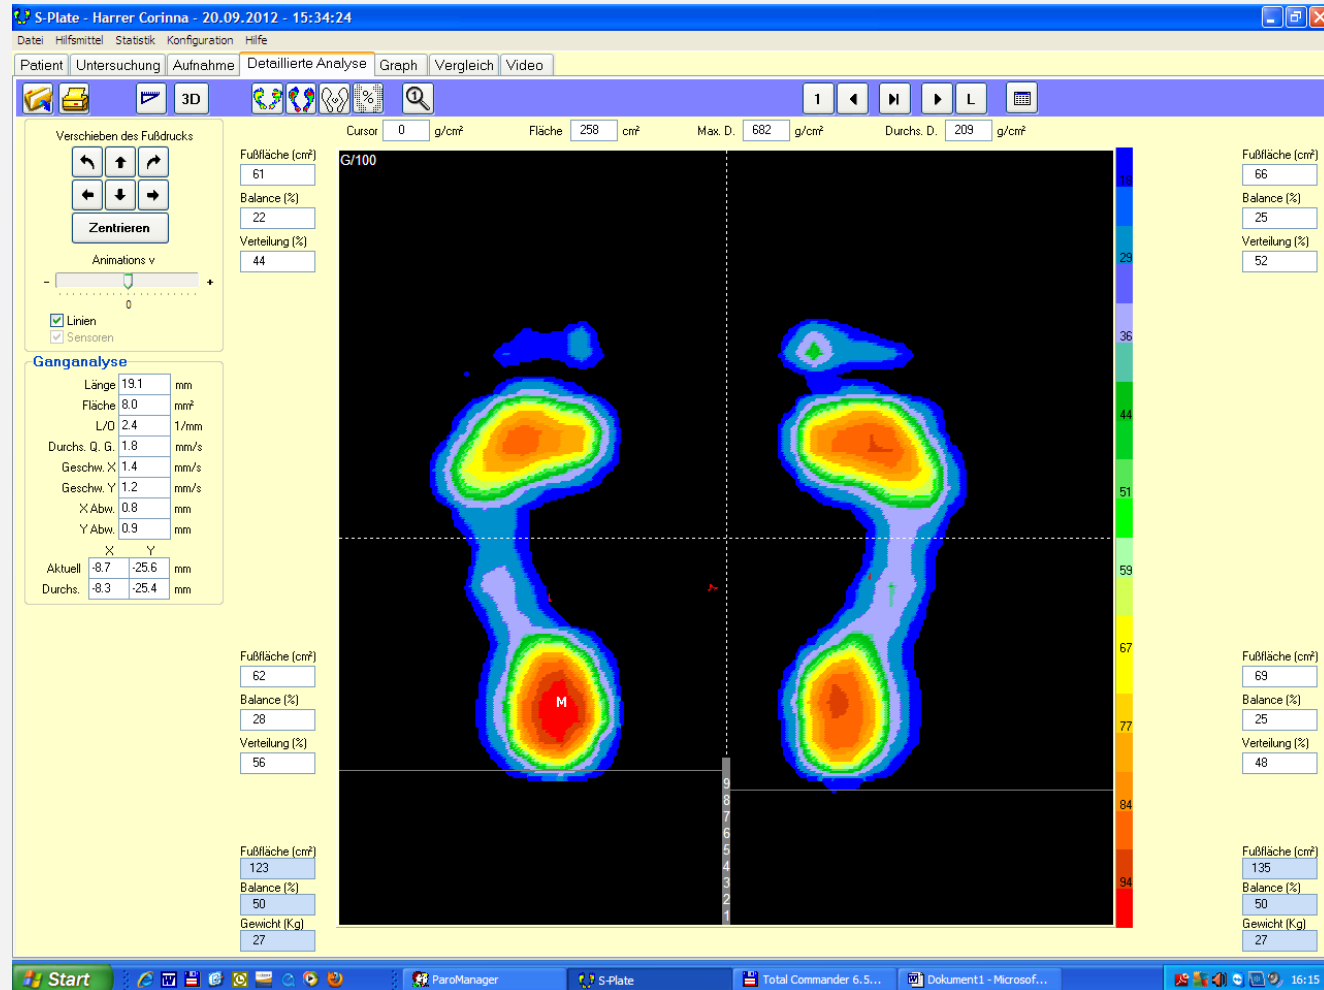 S-Plate - Harrer Corinna - 20.09.2012 - 15:34:24
Datei Hilfsmittel Statistik Konfiguration Hilfe
Patient Untersuchung Aufnahme Detaillierte Analyse Graph Vergleich Video
3D % 1 1 L
Verschieben des Fußdrucks
Zentrieren
Animations v
- +
0
Linien
Sensoren
Ganganalyse
Länge 19.1 mm
Fläche 8.0 mm²
L/O 2.4 1/mm
Durchs. Q. G. 1.8 mm/s
Geschw. X 1.4 mm/s
Geschw. Y 1.2 mm/s
X Abw. 0.8 mm
Y Abw. 0.9 mm
X Y
Aktuell -8.7 -25.6 mm
Durchs. -8.3 -25.4 mm
Cursor 0 g/cm² Fläche 258 cm² Max. D. 682 g/cm² Durchs. D. 209 g/cm²
Fußfläche (cm²)
61
Balance (%)
22
Verteilung (%)
44
Fußfläche (cm²)
62
Balance (%)
28
Verteilung (%)
56
Fußfläche (cm²)
123
Balance (%)
50
Gewicht (Kg)
27
G/100
M
9
8
7
6
5
4
3
2
1
18
29
36
44
51
59
67
77
84
94
Fußfläche (cm²)
66
Balance (%)
25
Verteilung (%)
52
Fußfläche (cm²)
69
Balance (%)
25
Verteilung (%)
48
Fußfläche (cm²)
135
Balance (%)
50
Gewicht (Kg)
27
Start ParoManager S-Plate Total Commander 6.5... Dokument1 - Microsof... 16:15